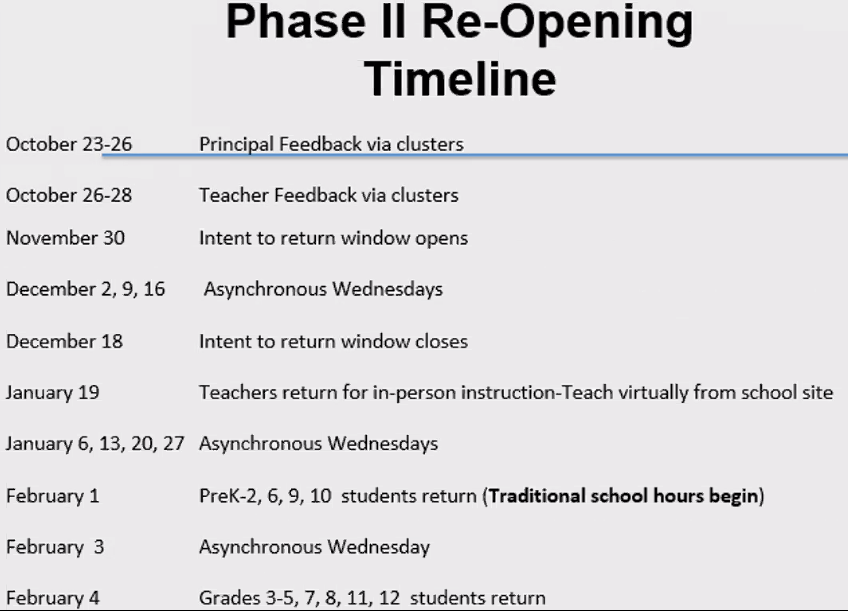 Phase II Re-Opening
Timeline
October 23-26 Principal Feedback via clusters
October 26-28 Teacher Feedback via clusters
November 30 Intent to return window opens
December 2, 9, 16 Asynchronous Wednesdays
December 18 Intent to return window closes
January 19 Teachers return for in-person instruction-Teach virtually from school site
January 6, 13, 20, 27 Asynchronous Wednesdays
February 1 PreK-2, 6, 9, 10 students return (Traditional school hours begin)
February 3 Asynchronous Wednesday
February 4 Grades 3-5, 7, 8, 11, 12 students return